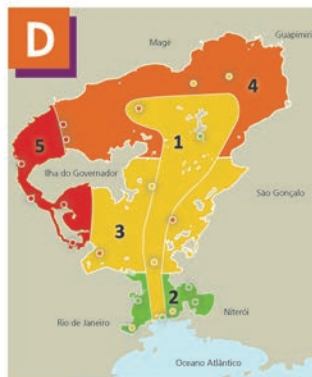 D
Magé
Guapimirim
4
1
5
Ilha do Governador
São Gonçalo
3
2
Niterói
Rio de Janeiro
Oceano Atlântico